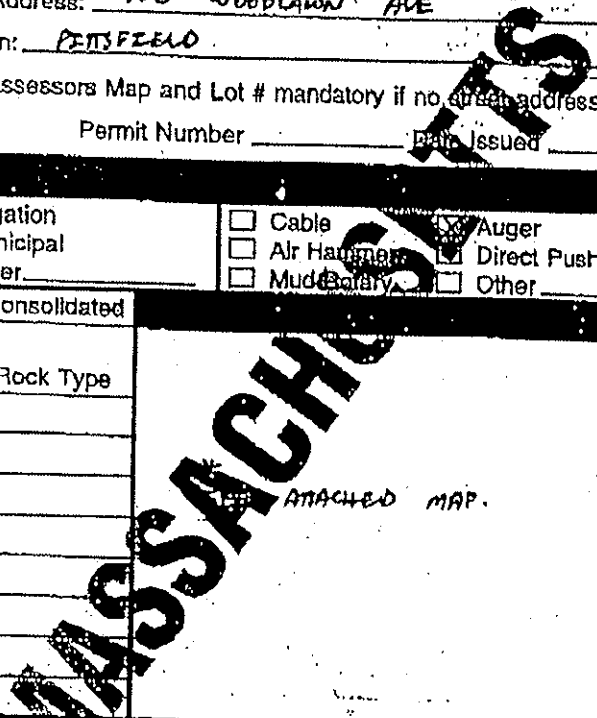 Address: WOODLAWN AVE
n: PITTSFIELD
Assessors Map and Lot # mandatory if no street address
Permit Number Date Issued
gation
nicipal
er.
Cable
Air Hammer
Mud Rotary
Auger
Direct Push
Other
onsolidated
Rock Type
ATTACHED MAP.
MASSACHUSETTS